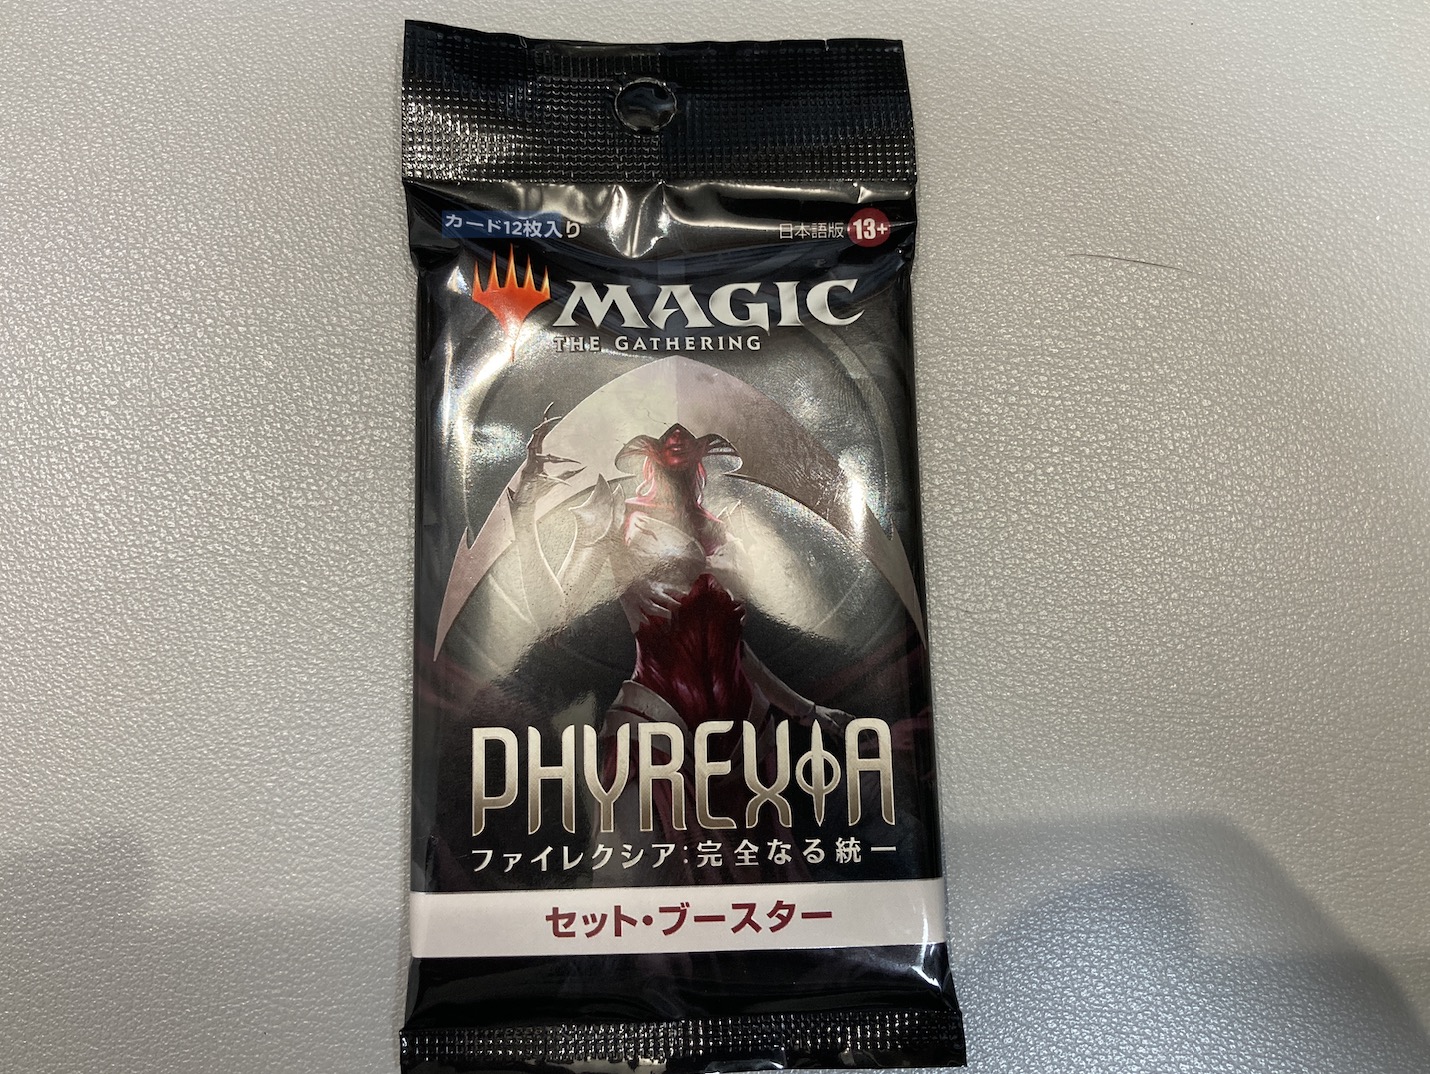 カード12枚入り
日本語版 13+
MAGIC
THE GATHERING
PHYREXIA
ファイレクシア:完全なる統一
セット・ブースター